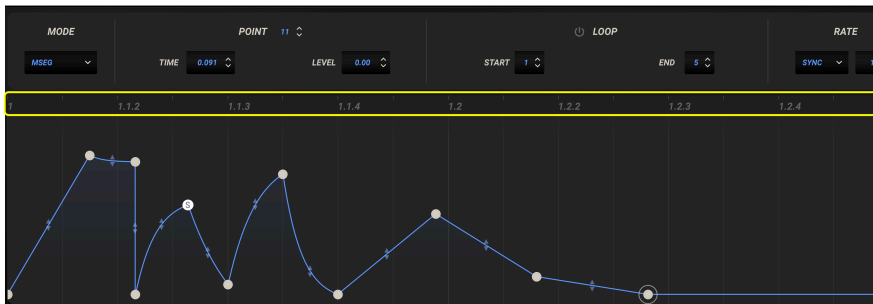 MODE POINT 11 LOOP RATE
MSEG TIME 0.091 LEVEL 0.00 START 1 END 5 SYNC 1
1 1.1.2 1.1.3 1.1.4 1.2 1.2.2 1.2.3 1.2.4
S